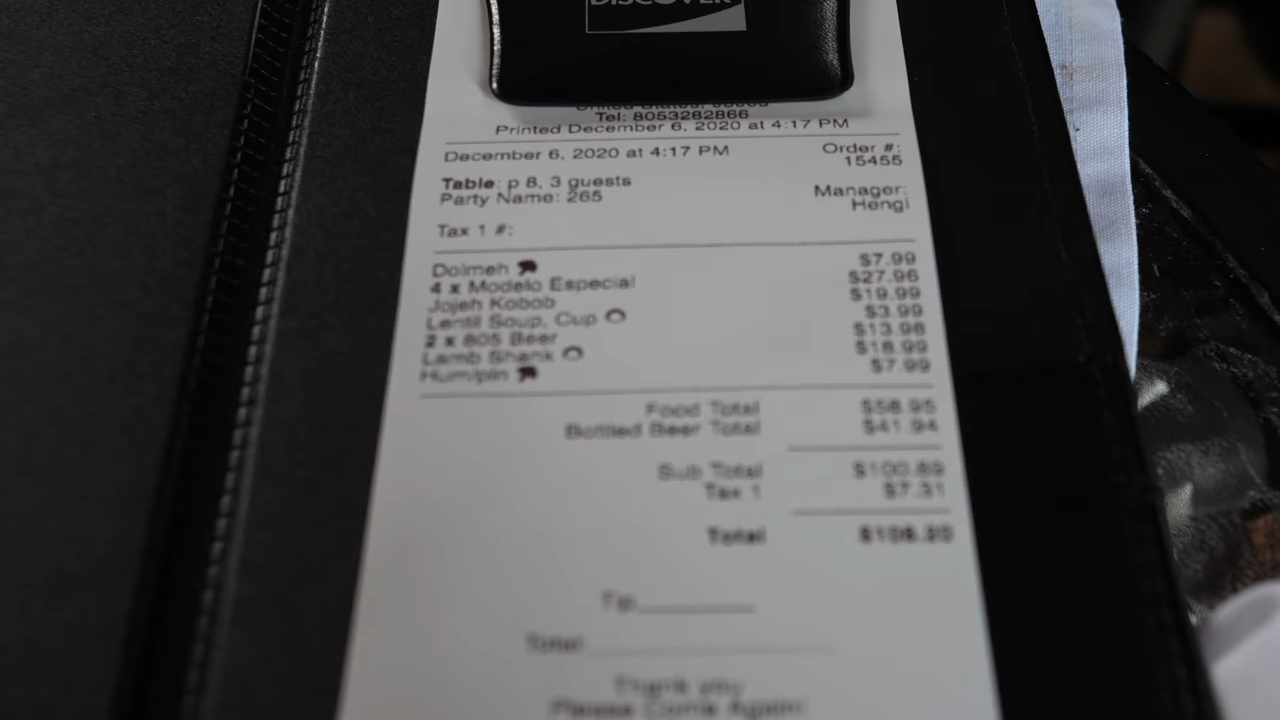 DISCOVER
Tel: 8053282866
Printed December 6, 2020 at 4:17 PM
December 6, 2020 at 4:17 PM
Order #:
15455
Table: p 8, 3 guests
Party Name: 265
Manager:
Hengi
Tax 1 #:
Dolmeh $7.99
4 x Modelo Especial $27.96
Jojeh Kobob $19.99
Lentil Soup, Cup $3.99
2 x 805 Beer $13.98
Lamb Shank $18.99
$7.99
Food Total $58.95
Bottled Beer Total $41.94
Sub Total $100.89
Tax 1 $7.31
Total $108.20
Tip
Total
Thank you
Please Come Again!